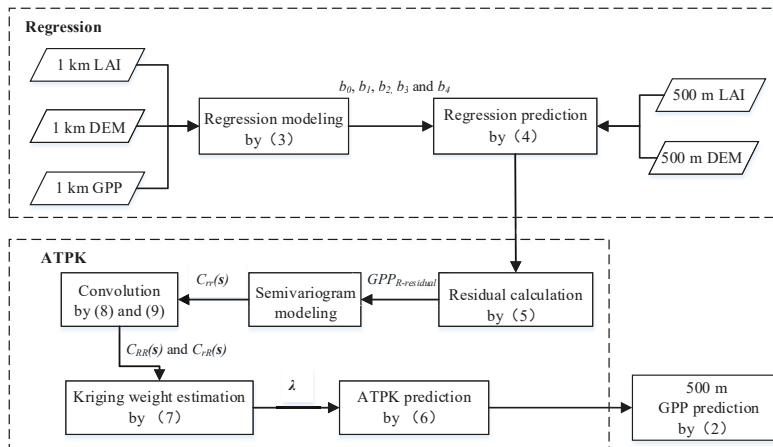 Regression
1 km LAI
1 km DEM
1 km GPP
Regression modeling
by（3）
b0, b1, b2, b3 and b4
Regression prediction
by（4）
500 m LAI
500 m DEM
ATPK
Convolution
by (8) and (9)
Crr(s)
Semivariogram
modeling
GPPR-residual
Residual calculation
by（5）
CRR(s) and CrR(s)
Kriging weight estimation
by（7）
λ
ATPK prediction
by（6）
500 m
GPP prediction
by（2）